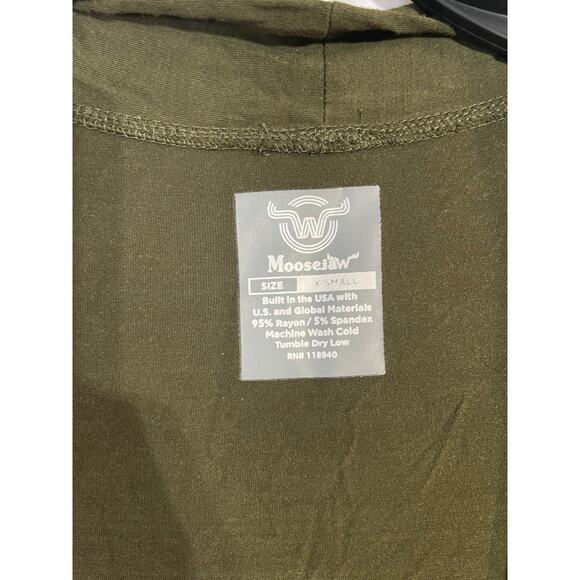 Moosejaw
SIZE X-SMALL
Built in the USA with
U.S. and Global Materials
95% Rayon / 5% Spandex
Machine Wash Cold
Tumble Dry Low
RN# 118940